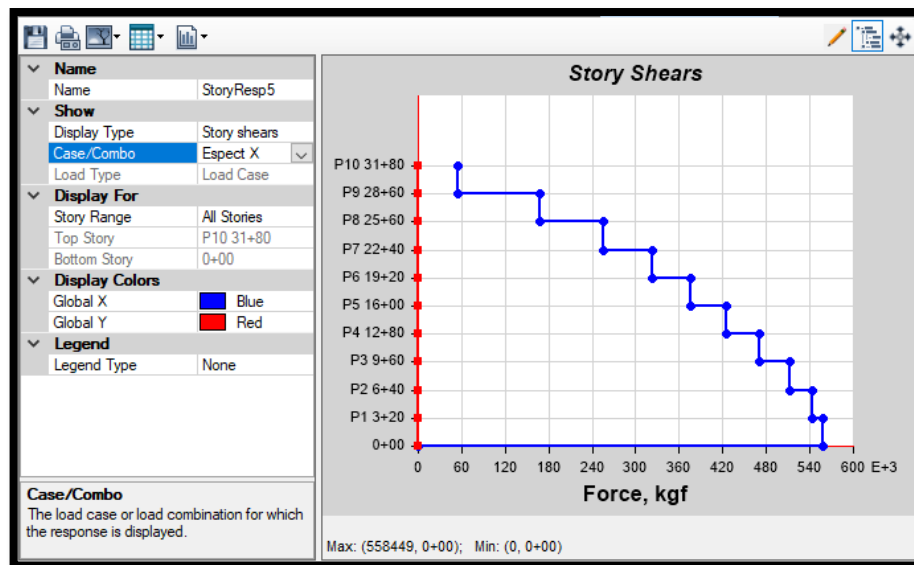 Name
Name StoryResp5
Show
Display Type Story shears
Case/Combo Espect X
Load Type Load Case
Display For
Story Range All Stories
Top Story P10 31+80
Bottom Story 0+00
Display Colors
Global X Blue
Global Y Red
Legend
Legend Type None
Case/Combo
The load case or load combination for which
the response is displayed.
Story Shears
P10 31+80
P9 28+60
P8 25+60
P7 22+40
P6 19+20
P5 16+00
P4 12+80
P3 9+60
P2 6+40
P1 3+20
0+00
0 60 120 180 240 300 360 420 480 540 600 E+3
Force, kgf
Max: (558449, 0+00); Min: (0, 0+00)